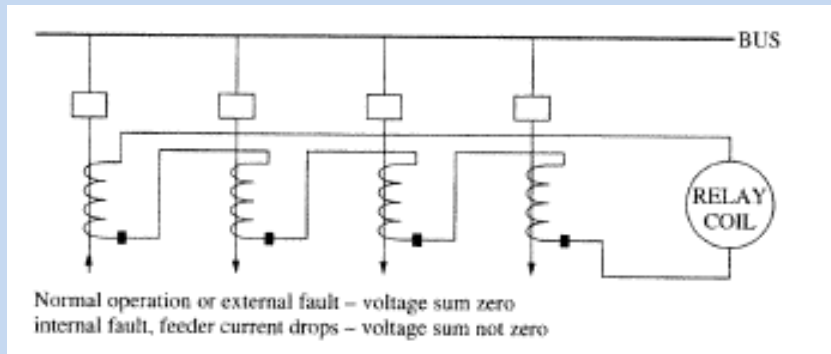 BUS
RELAY
COIL
Normal operation or external fault – voltage sum zero
internal fault, feeder current drops – voltage sum not zero